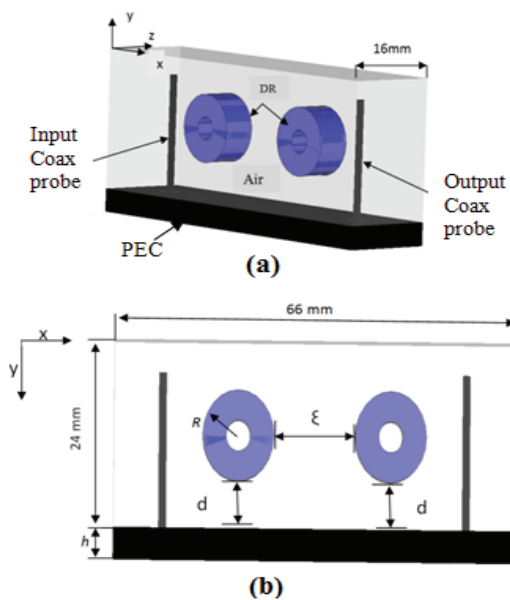 y
z
x
16mm
DR
Input
Coax
probe
Air
Output
Coax
probe
PEC
(a)
66 mm
x
y
24 mm
R
ξ
d
d
h
(b)